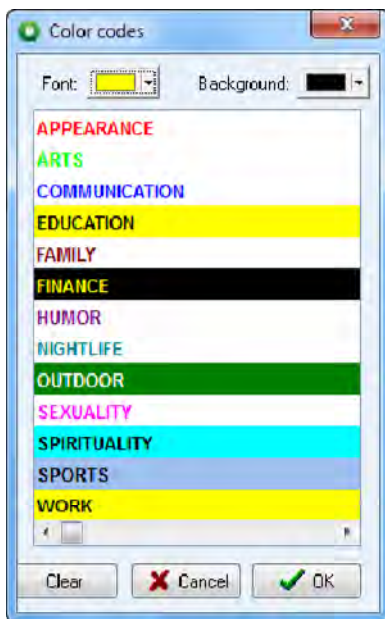 Color codes
Font: Background:
APPEARANCE
ARTS
COMMUNICATION
EDUCATION
FAMILY
FINANCE
HUMOR
NIGHTLIFE
OUTDOOR
SEXUALITY
SPIRITUALITY
SPORTS
WORK
Clear Cancel OK